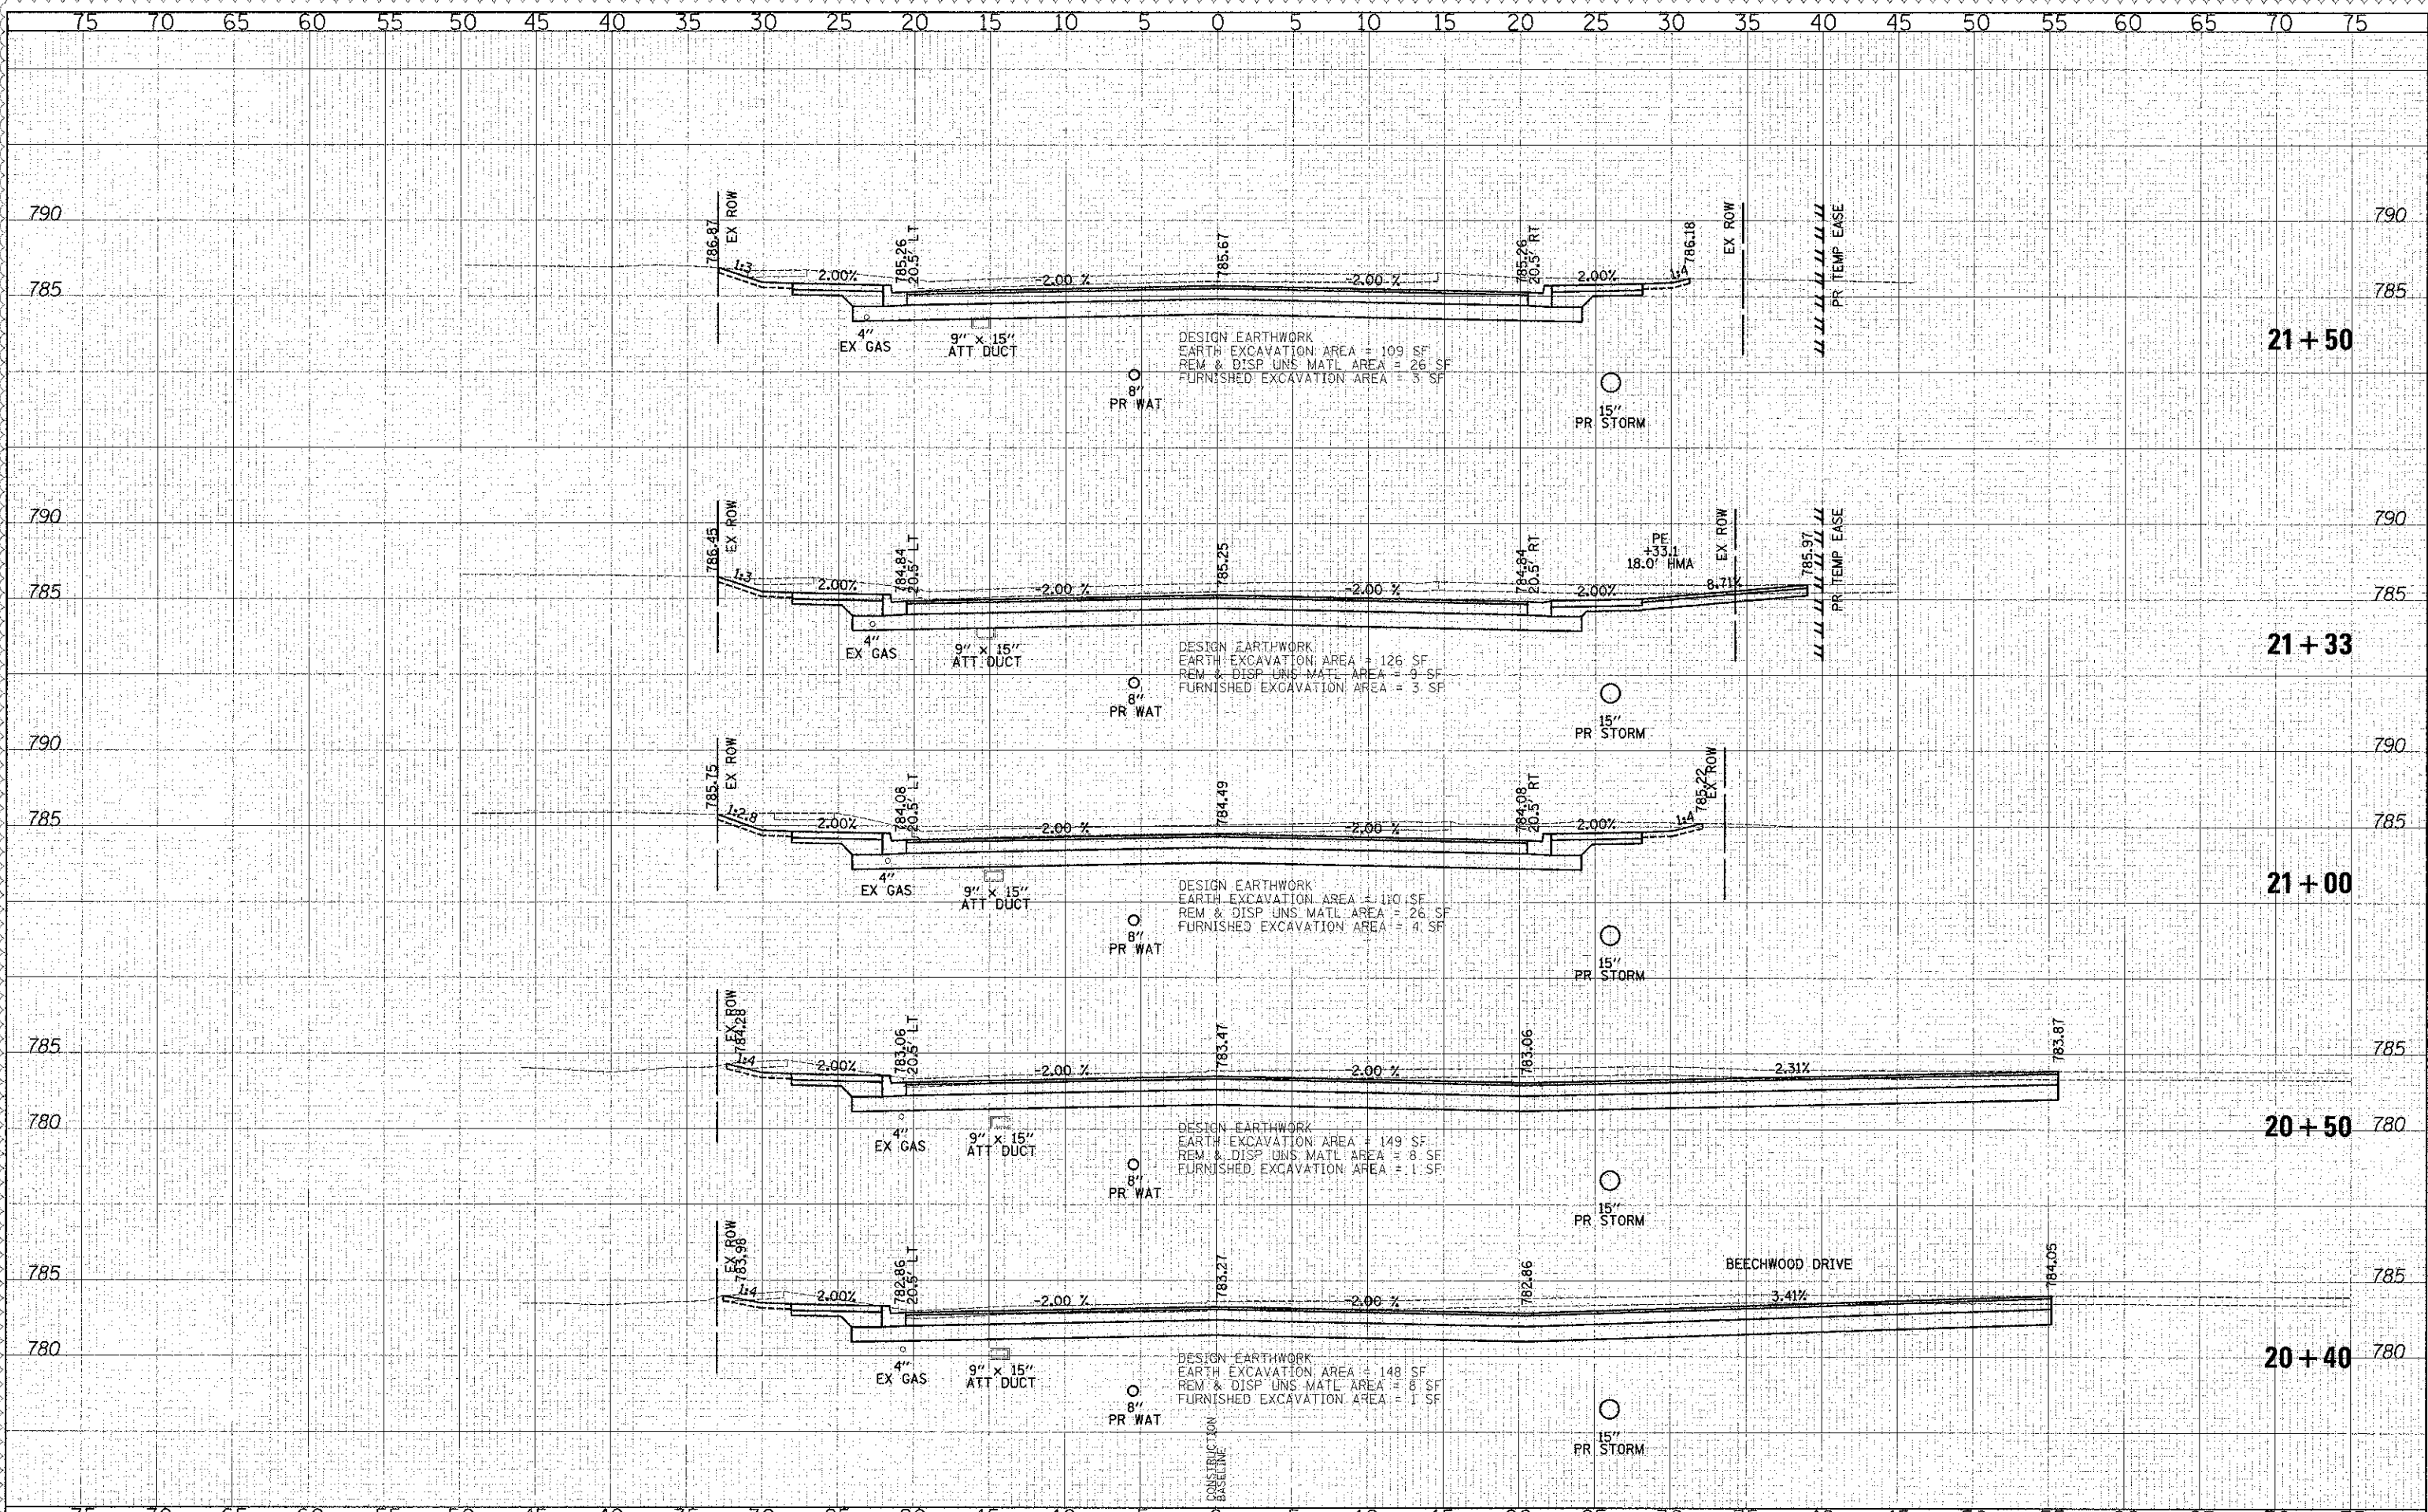 75 70 65 60 55 50 45 40 35 30 25 20 15 10 5 0 5 10 15 20 25 30 35 40 45 50 55 60 65 70 75
790
786.87
EX ROW
785.26
20.5' LT
785.67
785.26
20.5' RT
786.18
EX ROW
PR TEMP EASE
790
785
1:3
2.00%
-2.00 %
-2.00 %
2.00%
1:4
785
4"
EX GAS
9" x 15"
ATT DUCT
DESIGN EARTHWORK
EARTH EXCAVATION AREA = 109 SF
REM & DISP UNS MATL AREA = 26 SF
FURNISHED EXCAVATION AREA = 3 SF
21+50
8"
PR WAT
15"
PR STORM
790
786.45
EX ROW
784.84
20.5' LT
785.25
784.84
20.5' RT
PE
+33.1
18.0' HMA
EX ROW
785.97
PR TEMP EASE
790
785
1:3
2.00%
-2.00 %
-2.00 %
2.00%
8.71%
785
4"
EX GAS
9" x 15"
ATT DUCT
DESIGN EARTHWORK
EARTH EXCAVATION AREA = 126 SF
REM & DISP UNS MATL AREA = 9 SF
FURNISHED EXCAVATION AREA = 3 SF
21+33
8"
PR WAT
15"
PR STORM
790
785.75
EX ROW
784.08
20.5' LT
784.49
784.08
20.5' RT
785.22
EX ROW
790
785
1:2.8
2.00%
-2.00 %
-2.00 %
2.00%
1:4
785
4"
EX GAS
9" x 15"
ATT DUCT
DESIGN EARTHWORK
EARTH EXCAVATION AREA = 110 SF
REM & DISP UNS MATL AREA = 26 SF
FURNISHED EXCAVATION AREA = 4 SF
21+00
8"
PR WAT
15"
PR STORM
EX ROW
784.28
783.06
20.5' LT
783.47
783.06
783.87
785
1:4
2.00%
-2.00 %
-2.00 %
2.31%
785
780
4"
EX GAS
9" x 15"
ATT DUCT
DESIGN EARTHWORK
EARTH EXCAVATION AREA = 149 SF
REM & DISP UNS MATL AREA = 8 SF
FURNISHED EXCAVATION AREA = 1 SF
20+50
780
8"
PR WAT
15"
PR STORM
EX ROW
783.98
782.86
20.5' LT
783.27
782.86
BEECHWOOD DRIVE
784.05
785
1:4
2.00%
-2.00 %
-2.00 %
3.41%
785
780
4"
EX GAS
9" x 15"
ATT DUCT
DESIGN EARTHWORK
EARTH EXCAVATION AREA = 148 SF
REM & DISP UNS MATL AREA = 8 SF
FURNISHED EXCAVATION AREA = 1 SF
20+40
780
8"
PR WAT
15"
PR STORM
CONSTRUCTION
BASELINE